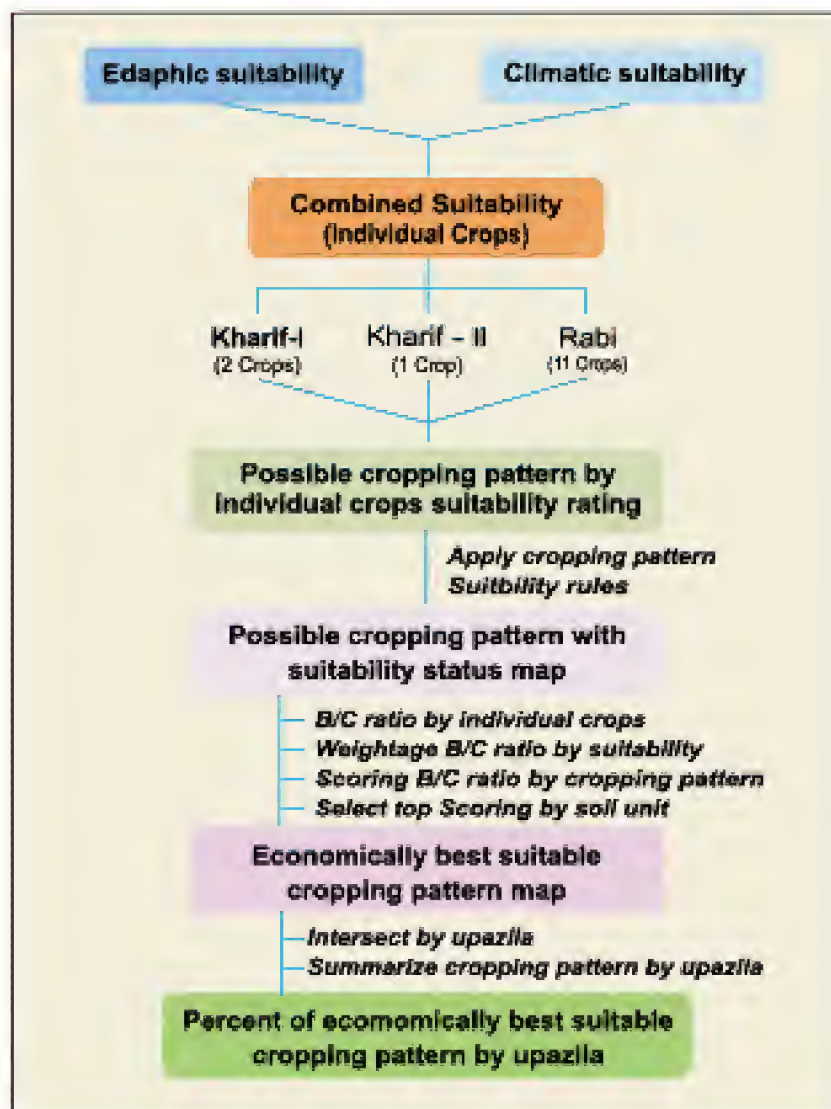 Edaphic suitability
Climatic suitability
Combined Suitability
(Individual Crops)
Kharif-I
(2 Crops)
Kharif - II
(1 Crop)
Rabi
(11 Crops)
Possible cropping pattern by
individual crops suitability rating
Apply cropping pattern
Suitbility rules
Possible cropping pattern with
suitability status map
B/C ratio by individual crops
Weightage B/C ratio by suitability
Scoring B/C ratio by cropping pattern
Select top Scoring by soil unit
Economically best suitable
cropping pattern map
Intersect by upazila
Summarize cropping pattern by upazila
Percent of ecomomically best suitable
cropping pattern by upazila